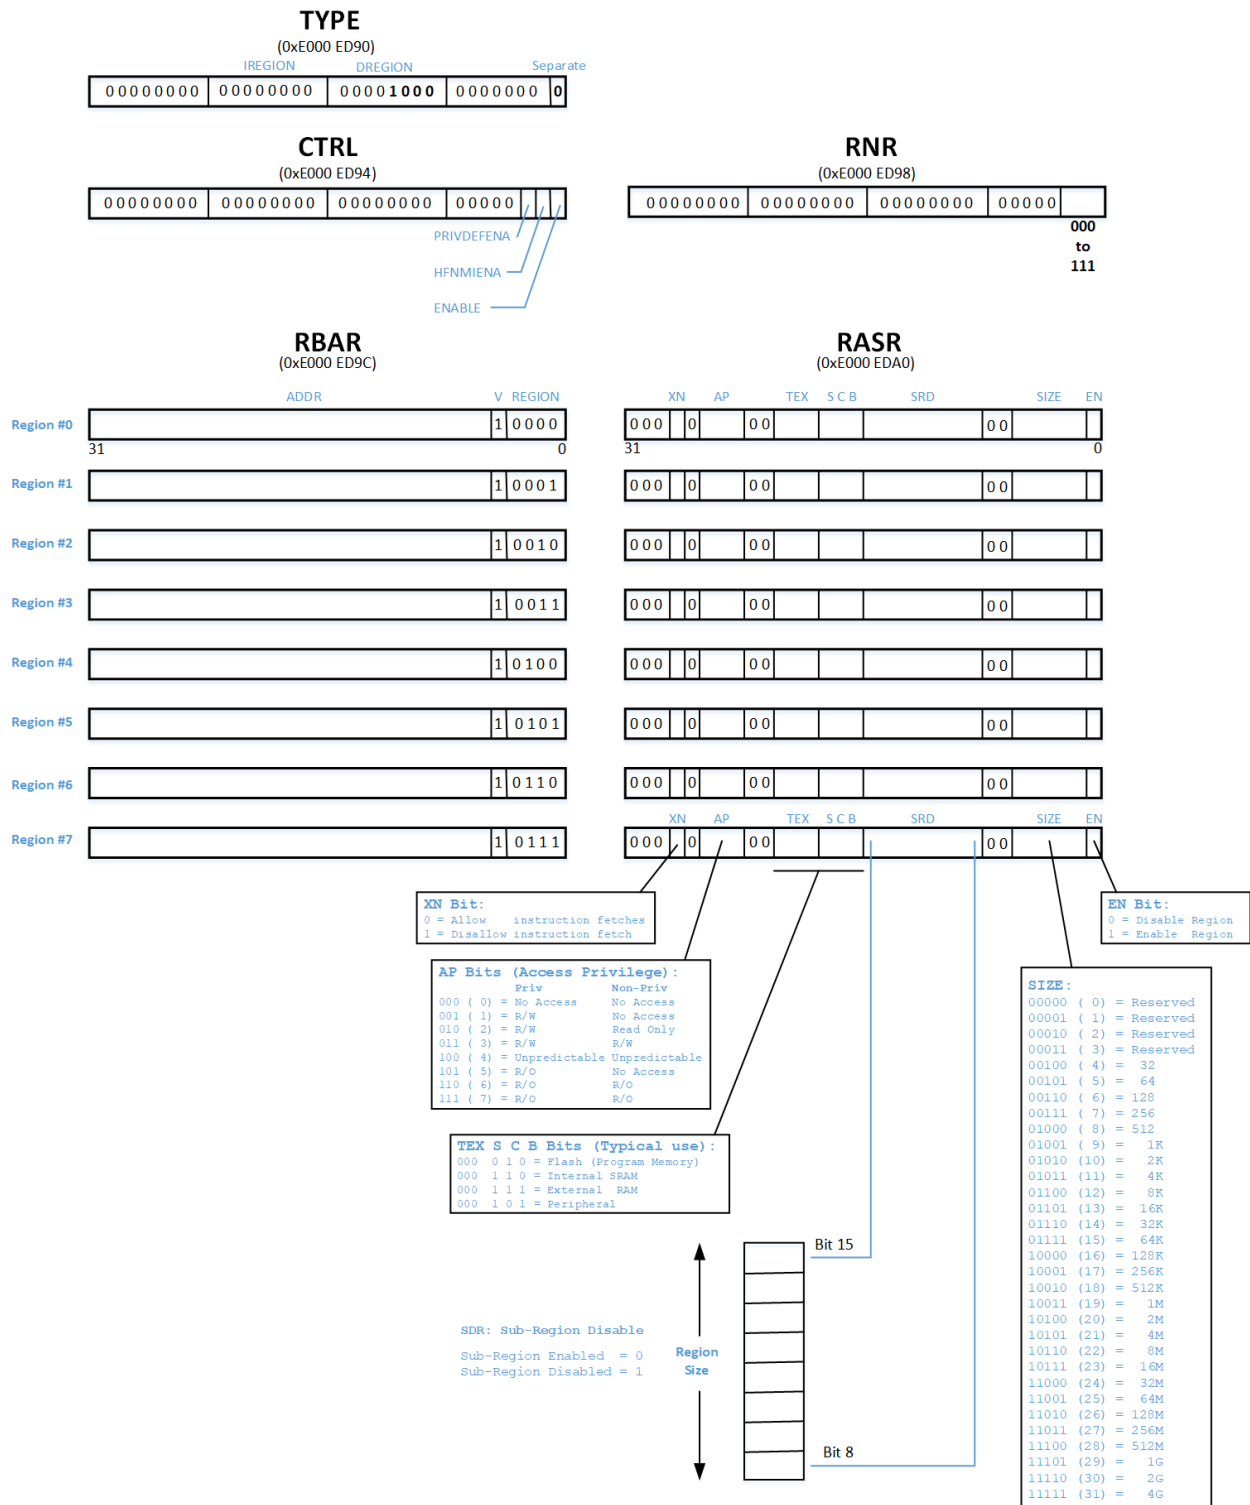 TYPE
(0xE000 ED90)
IREGION DREGION Separate
00000000 00000000 00001000 0000000 0
CTRL
(0xE000 ED94)
00000000 00000000 00000000 00000
PRIVDEFENA
HFNMIENA
ENABLE
RNR
(0xE000 ED98)
00000000 00000000 00000000 00000
000
to
111
RBAR
(0xE000 ED9C)
RASR
(0xE000 EDA0)
ADDR V REGION
XN AP TEX S C B SRD SIZE EN
Region #0 1 0000 000 0 00 00
31 0 31 0
Region #1 1 0001 000 0 00 00
Region #2 1 0010 000 0 00 00
Region #3 1 0011 000 0 00 00
Region #4 1 0100 000 0 00 00
Region #5 1 0101 000 0 00 00
Region #6 1 0110 000 0 00 00
XN AP TEX S C B SRD SIZE EN
Region #7 1 0111 000 0 00 00
XN Bit:
0 = Allow instruction fetches
1 = Disallow instruction fetch
EN Bit:
0 = Disable Region
1 = Enable Region
AP Bits (Access Privilege):
Priv Non-Priv
000 ( 0) = No Access No Access
001 ( 1) = R/W No Access
010 ( 2) = R/W Read Only
011 ( 3) = R/W R/W
100 ( 4) = Unpredictable Unpredictable
101 ( 5) = R/O No Access
110 ( 6) = R/O R/O
111 ( 7) = R/O R/O
TEX S C B Bits (Typical use):
000 0 1 0 = Flash (Program Memory)
000 1 1 0 = Internal SRAM
000 1 1 1 = External RAM
000 1 0 1 = Peripheral
SIZE:
00000 ( 0) = Reserved
00001 ( 1) = Reserved
00010 ( 2) = Reserved
00011 ( 3) = Reserved
00100 ( 4) = 32
00101 ( 5) = 64
00110 ( 6) = 128
00111 ( 7) = 256
01000 ( 8) = 512
01001 ( 9) = 1K
01010 (10) = 2K
01011 (11) = 4K
01100 (12) = 8K
01101 (13) = 16K
01110 (14) = 32K
01111 (15) = 64K
10000 (16) = 128K
10001 (17) = 256K
10010 (18) = 512K
10011 (19) = 1M
10100 (20) = 2M
10101 (21) = 4M
10110 (22) = 8M
10111 (23) = 16M
11000 (24) = 32M
11001 (25) = 64M
11010 (26) = 128M
11011 (27) = 256M
11100 (28) = 512M
11101 (29) = 1G
11110 (30) = 2G
11111 (31) = 4G
Bit 15
SDR: Sub-Region Disable
Sub-Region Enabled = 0
Sub-Region Disabled = 1
Region
Size
Bit 8